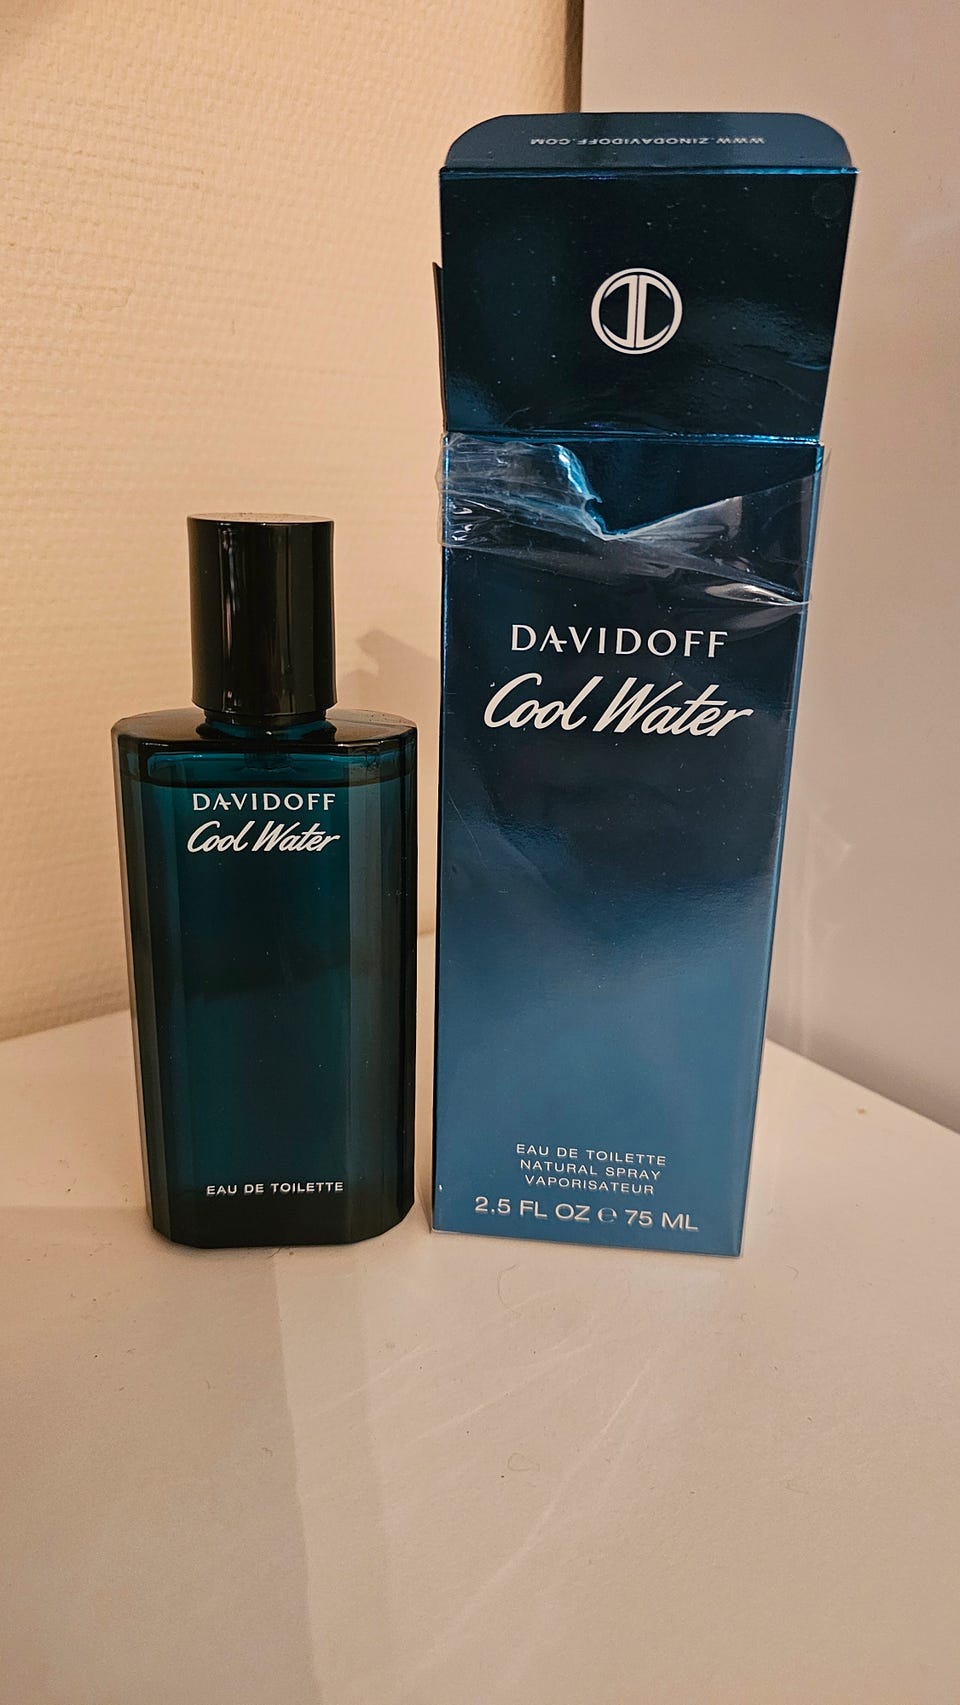 WWW.ZINODAVIDOFF.COM
DAVIDOFF
Cool Water
EAU DE TOILETTE
NATURAL SPRAY
VAPORISATEUR
2.5 FL OZ ℮ 75 ML
DAVIDOFF
Cool Water
EAU DE TOILETTE